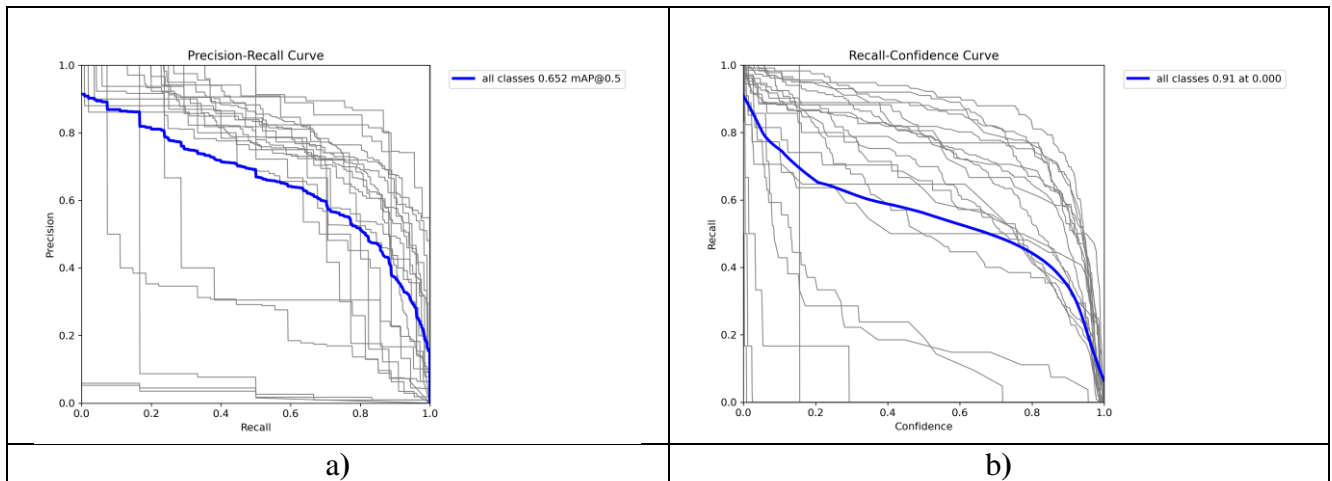 Precision-Recall Curve
all classes 0.652 mAP@0.5
Precision
1.0
0.8
0.6
0.4
0.2
0.0
0.0 0.2 0.4 0.6 0.8 1.0
Recall
a)
Recall-Confidence Curve
all classes 0.91 at 0.000
Recall
1.0
0.8
0.6
0.4
0.2
0.0
0.0 0.2 0.4 0.6 0.8 1.0
Confidence
b)